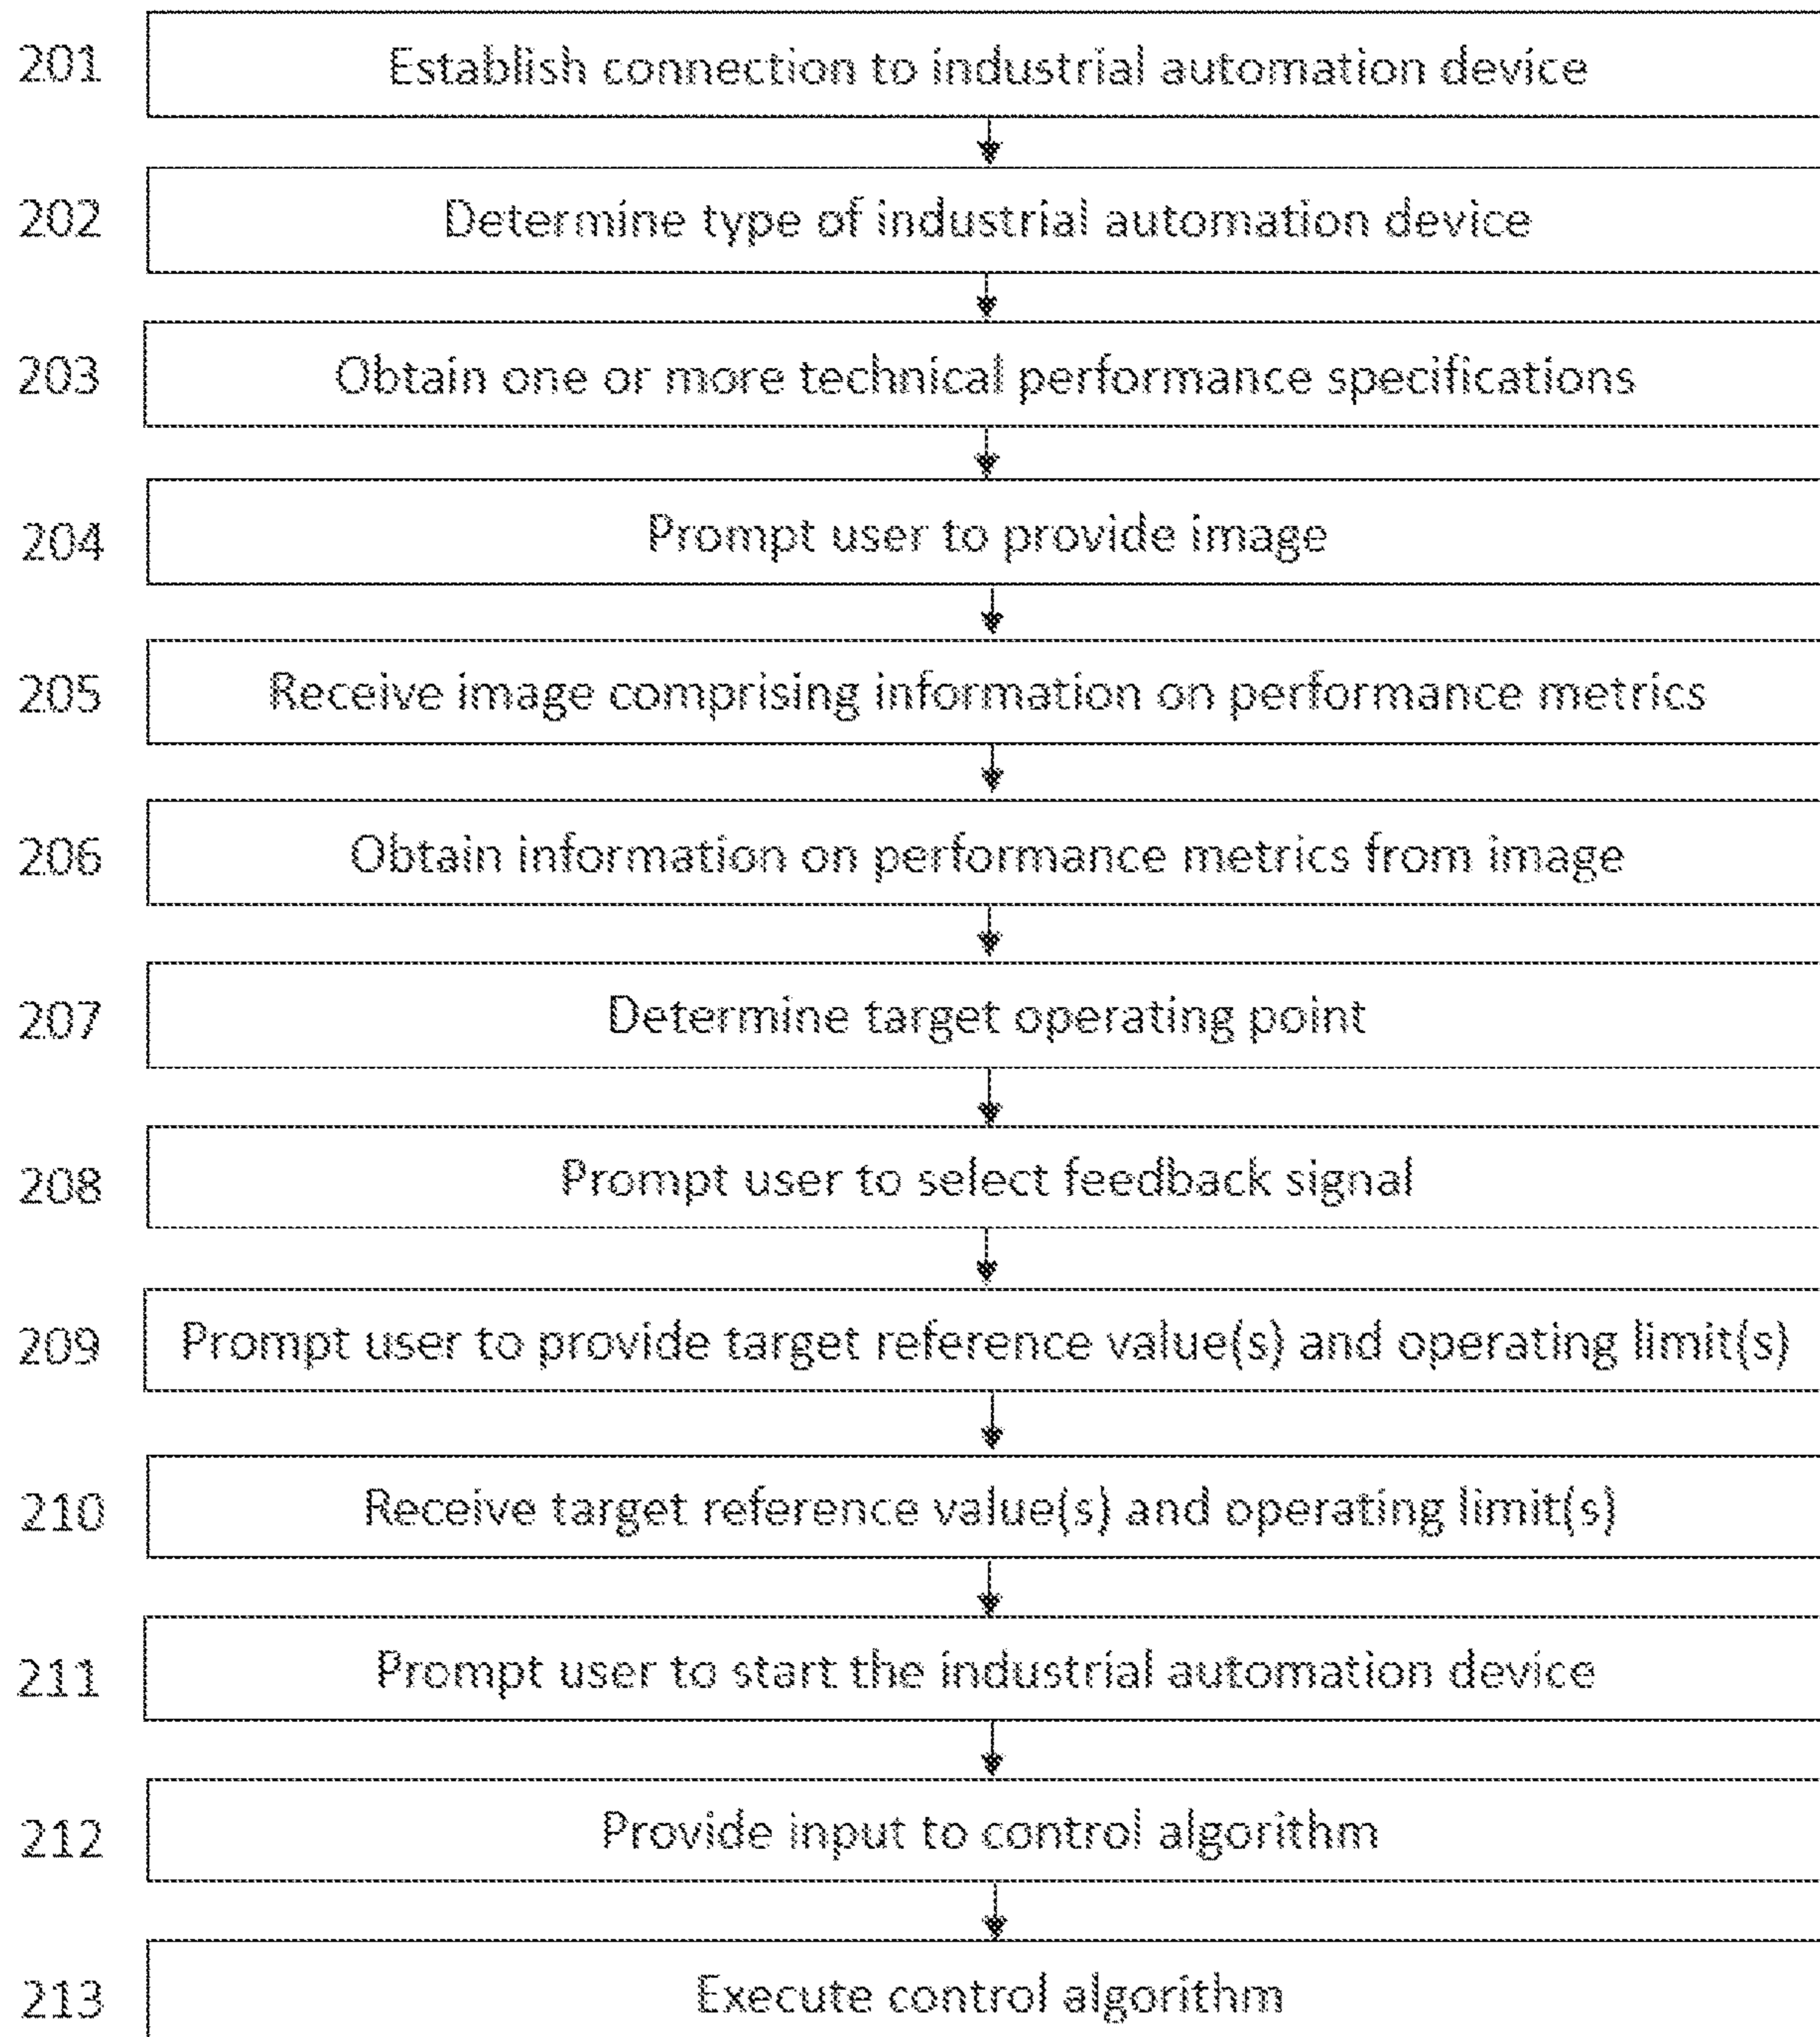 201 Establish connection to industrial automation device
202 Determine type of industrial automation device
203 Obtain one or more technical performance specifications
204 Prompt user to provide image
205 Receive image comprising information on performance metrics
206 Obtain information on performance metrics from image
207 Determine target operating point
208 Prompt user to select feedback signal
209 Prompt user to provide target reference value(s) and operating limit(s)
210 Receive target reference value(s) and operating limit(s)
211 Prompt user to start the industrial automation device
212 Provide input to control algorithm
213 Execute control algorithm